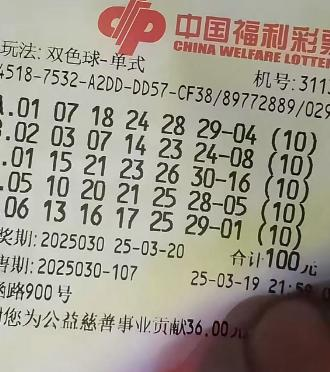 中国福利彩票
CHINA WELFARE LOTTERY
玩法: 双色球-单式
4518-7532-A2DD-DD57-CF38/89772889/029
机号: 3113
A.01 07 18 24 28 29-04 (10)
.02 03 07 14 23 24-08 (10)
.01 15 21 23 26 30-16 (10)
.05 10 20 21 25 28-05 (10)
06 13 16 17 25 29-01 (10)
奖期: 2025030 25-03-20
合计100元
售期: 2025030-107
25-03-19 21:5
路900号
您为公益慈善事业贡献36.00元